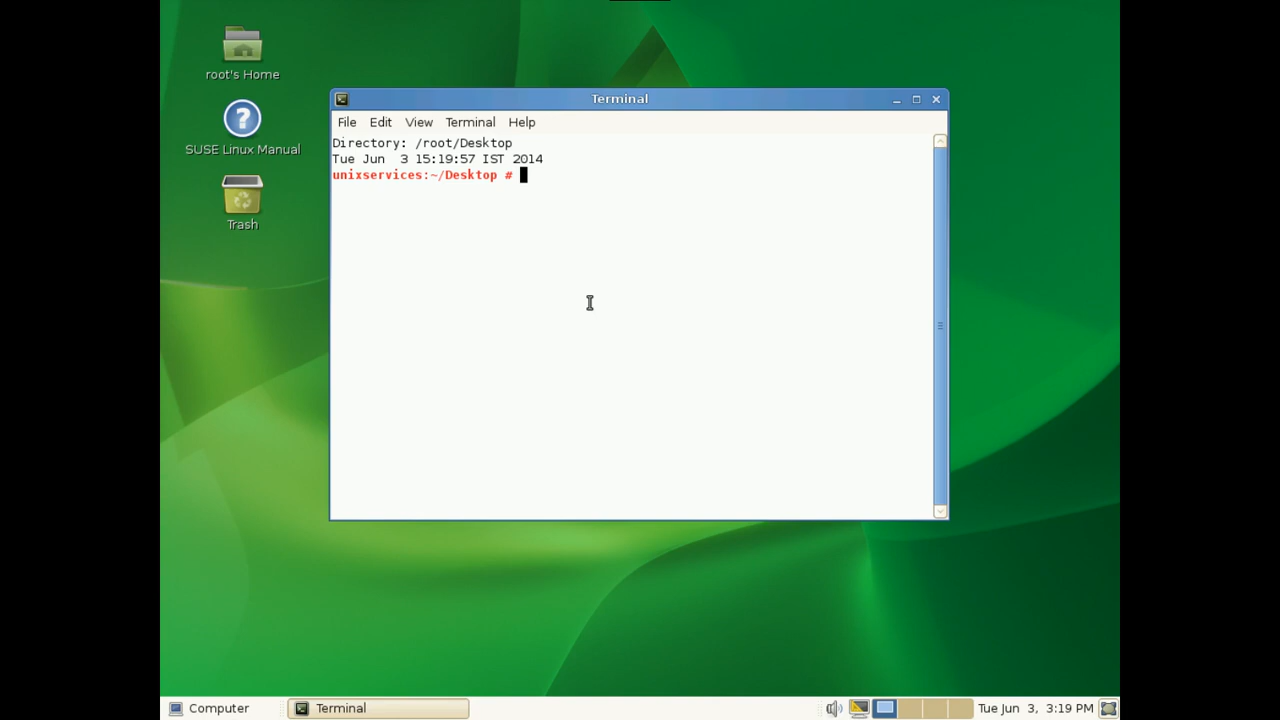 root's Home
SUSE Linux Manual
Trash
Terminal
File Edit View Terminal Help
Directory: /root/Desktop
Tue Jun  3 15:19:57 IST 2014
unixservices:~/Desktop #
Computer
Terminal
Tue Jun  3,  3:19 PM